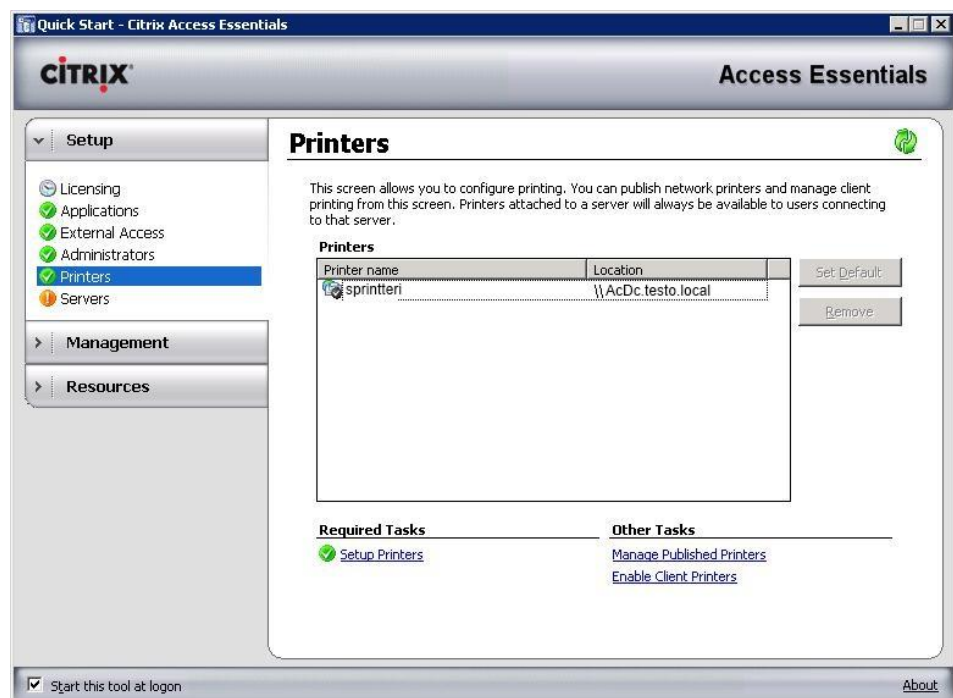 Quick Start - Citrix Access Essentials
CITRIX
Access Essentials
Setup
Licensing
Applications
External Access
Administrators
Printers
Servers
Management
Resources
Printers
This screen allows you to configure printing. You can publish network printers and manage client
printing from this screen. Printers attached to a server will always be available to users connecting
to that server.
Printers
Printer name Location
sprintteri \\AcDc.testo.local
Set Default
Remove
Required Tasks
Setup Printers
Other Tasks
Manage Published Printers
Enable Client Printers
Start this tool at logon
About